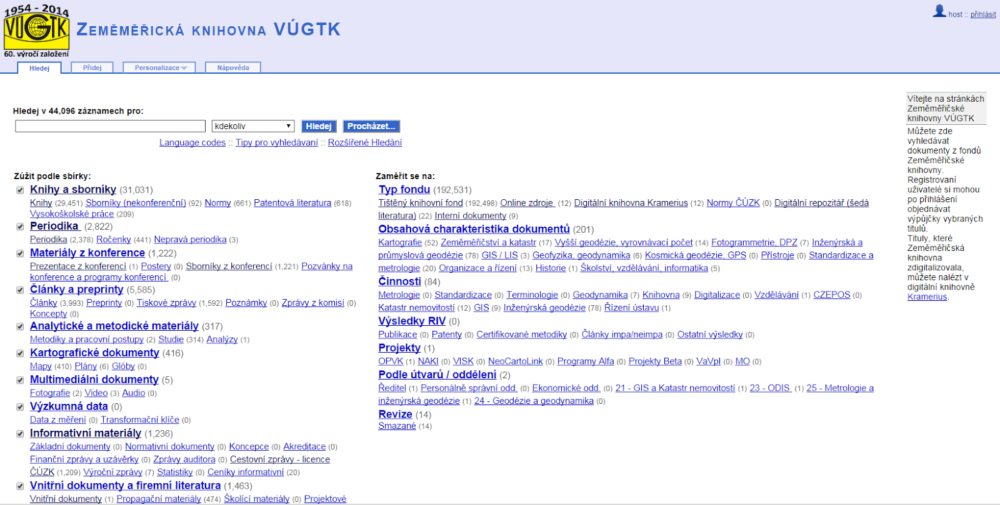 1954 - 2014
VÚGTK
60. výročí založení
Zeměměřická knihovna VÚGTK
host :: přihlásit
Hledej
Přidej
Personalizace
Nápověda
Hledej v 44,096 záznamech pro:
kdekoliv
Hledej
Procházet...
Language codes :: Tipy pro vyhledávaní :: Rozšířené Hledání
Zúžit podle sbírky:
Knihy a sborníky (31,031)
Knihy (29,451) Sborníky (nekonferenční) (92) Normy (661) Patentová literatura (618)
Vysokoškolské práce (209)
Periodika (2,822)
Periodika (2,378) Ročenky (441) Nepravá periodika (3)
Materiály z konference (1,222)
Prezentace z konferencí (1) Postery (0) Sborníky z konferencí (1,221) Pozvánky na
konference a programy konferencí (0)
Články a preprinty (5,585)
Články (3,993) Preprinty (0) Tiskové zprávy (1,592) Poznámky (0) Zprávy z komisí (0)
Koncepty (0)
Analytické a metodické materiály (317)
Metodiky a pracovní postupy (2) Studie (314) Analýzy (1)
Kartografické dokumenty (416)
Mapy (410) Plány (6) Glóby (0)
Multimediální dokumenty (5)
Fotografie (2) Video (3) Audio (0)
Výzkumná data (0)
Data z měření (0) Transformační klíče (0)
Informativní materiály (1,236)
Základní dokumenty (0) Normativní dokumenty (0) Koncepce (0) Akreditace (0)
Finanční zprávy a uzávěrky (0) Zprávy auditora (0) Cestovní zprávy - licence
ČÚZK (1,209) Výroční zprávy (7) Statistiky (0) Ceníky informativní (20)
Vnitřní dokumenty a firemní literatura (1,463)
Vnitřní dokumenty (1) Propagační materiály (474) Školící materiály (0) Projektové
Zaměřit se na:
Typ fondu (192,531)
Tištěný knihovní fond (192,498) Online zdroje (12) Digitální knihovna Kramerius (12) Normy ČÚZK (0) Digitální repozitář (šedá
literatura) (22) Interní dokumenty (9)
Obsahová charakteristika dokumentů (201)
Kartografie (52) Zeměměřičství a katastr (17) Vyšší geodézie, vyrovnávací počet (14) Fotogrammetrie, DPZ (7) Inženýrská a
průmyslová geodézie (78) GIS / LIS (3) Geofyzika, geodynamika (6) Kosmická geodézie, GPS (0) Přístroje (0) Standardizace a
metrologie (20) Organizace a řízení (13) Historie (1) Školství, vzdělávání, informatika (5)
Činnosti (84)
Metrologie (0) Standardizace (0) Terminologie (0) Geodynamika (7) Knihovna (9) Digitalizace (0) Vzdělávání (1) CZEPOS (0)
Katastr nemovitostí (12) GIS (9) Inženýrská geodézie (78) Řízení ústavu (1)
Výsledky RIV (0)
Publikace (0) Patenty (0) Certifikované metodiky (0) Články impa/neimpa (0) Ostatní výsledky (0)
Projekty (1)
OPVK (1) NAKI (0) VISK (0) NeoCartoLink (0) Programy Alfa (0) Projekty Beta (0) VaVpI (0) MO (0)
Podle útvarů / oddělení (2)
Ředitel (1) Personálně správní odd. (0) Ekonomické odd. (0) 21 - GIS a Katastr nemovitostí (1) 23 - ODIS (1) 25 - Metrologie a
inženýrská geodézie (1) 24 - Geodézie a geodynamika (0)
Revize (14)
Smazané (14)
Vítejte na stránkách
Zeměměřičské
knihovny VÚGTK
Můžete zde
vyhledávat
dokumenty z fondů
Zeměměřičské
knihovny.
Registrovaní
uživatelé si mohou
po přihlášení
objednávat
výpůjčky vybraných
titulů.
Tituly, které
Zeměměřičská
knihovna
zdigitalizovala,
můžete nalézt v
digitální knihovně
Kramerius.